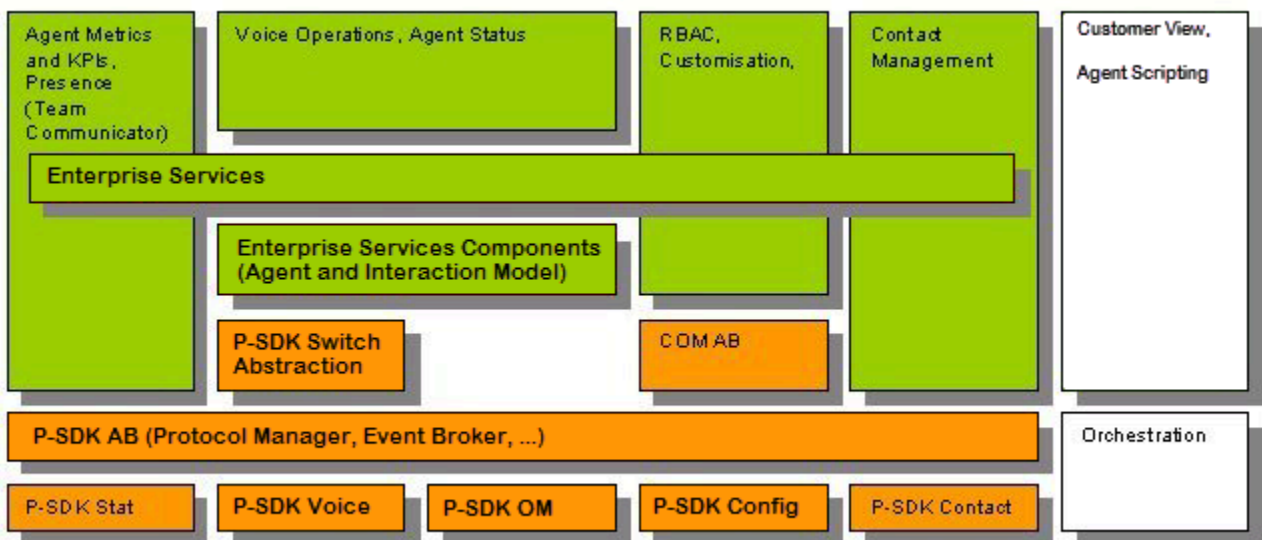 Agent Metrics
and KPIs,
Presence
(Team
Communicator)
Voice Operations, Agent Status
RBAC,
Customisation,
Contact
Management
Customer View,
Agent Scripting
Enterprise Services
Enterprise Services Components
(Agent and Interaction Model)
P-SDK Switch
Abstraction
COM AB
P-SDK AB (Protocol Manager, Event Broker, ...)
Orchestration
P-SDK Stat
P-SDK Voice
P-SDK OM
P-SDK Config
P-SDK Contact